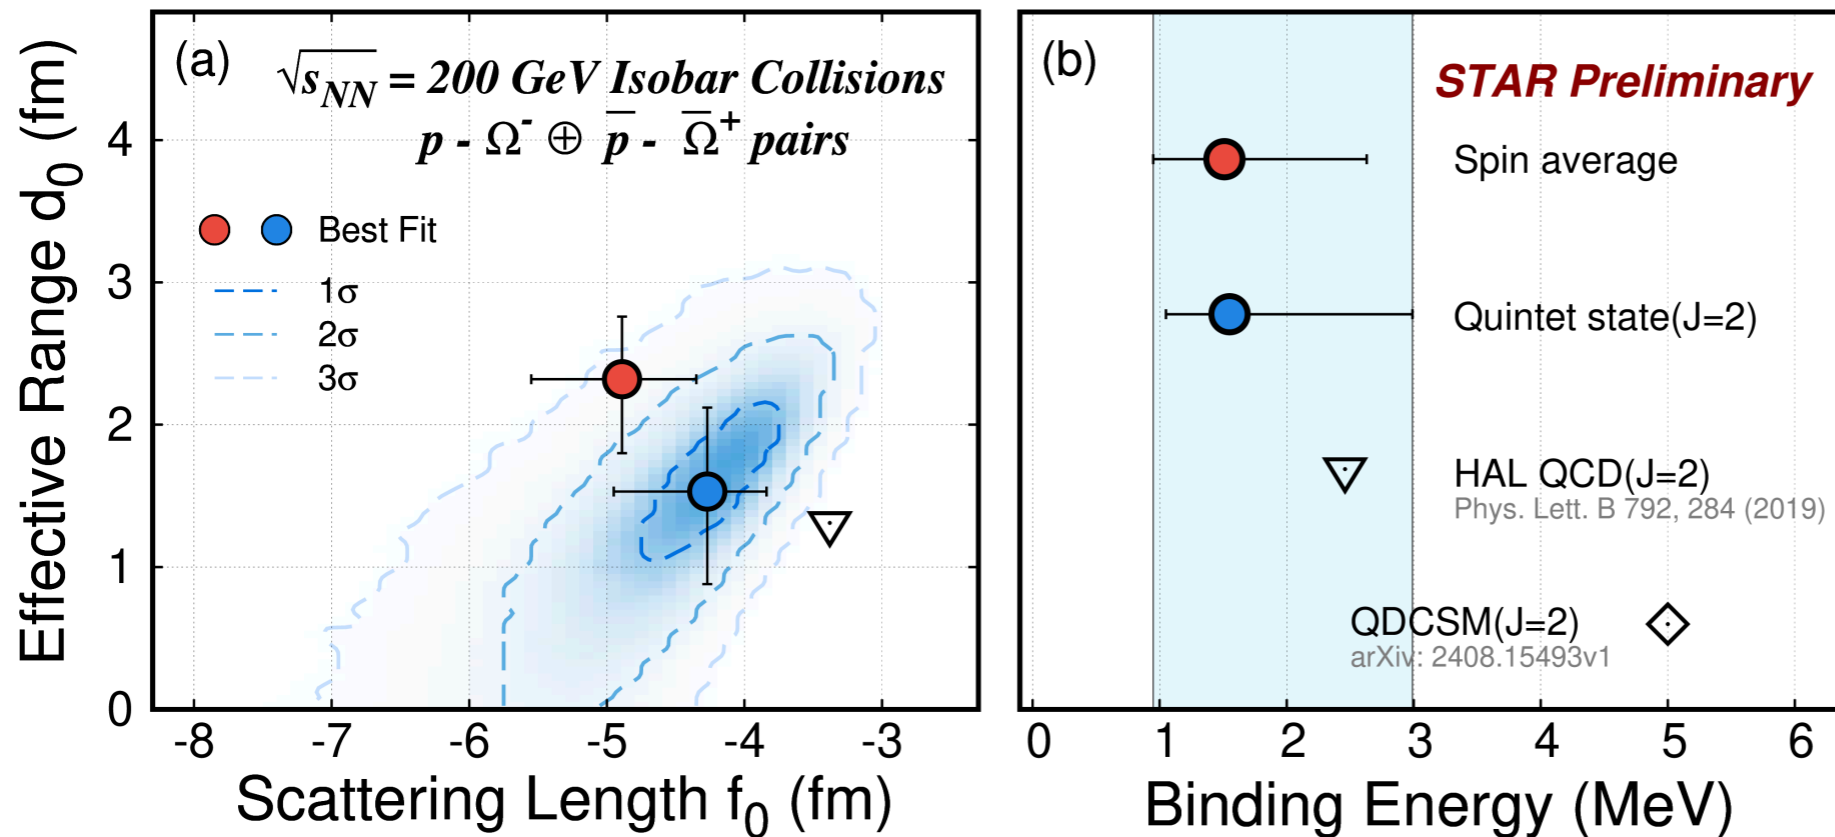 (a)
√s_NN = 200 GeV Isobar Collisions
p - Ω⁻ ⊕ p̅ - Ω̅⁺ pairs
Best Fit
1σ
2σ
3σ
Effective Range d₀ (fm)
4
3
2
1
0
-8 -7 -6 -5 -4 -3
Scattering Length f₀ (fm)
(b)
STAR Preliminary
Spin average
Quintet state(J=2)
HAL QCD(J=2)
Phys. Lett. B 792, 284 (2019)
QDCSM(J=2)
arXiv: 2408.15493v1
0 1 2 3 4 5 6
Binding Energy (MeV)